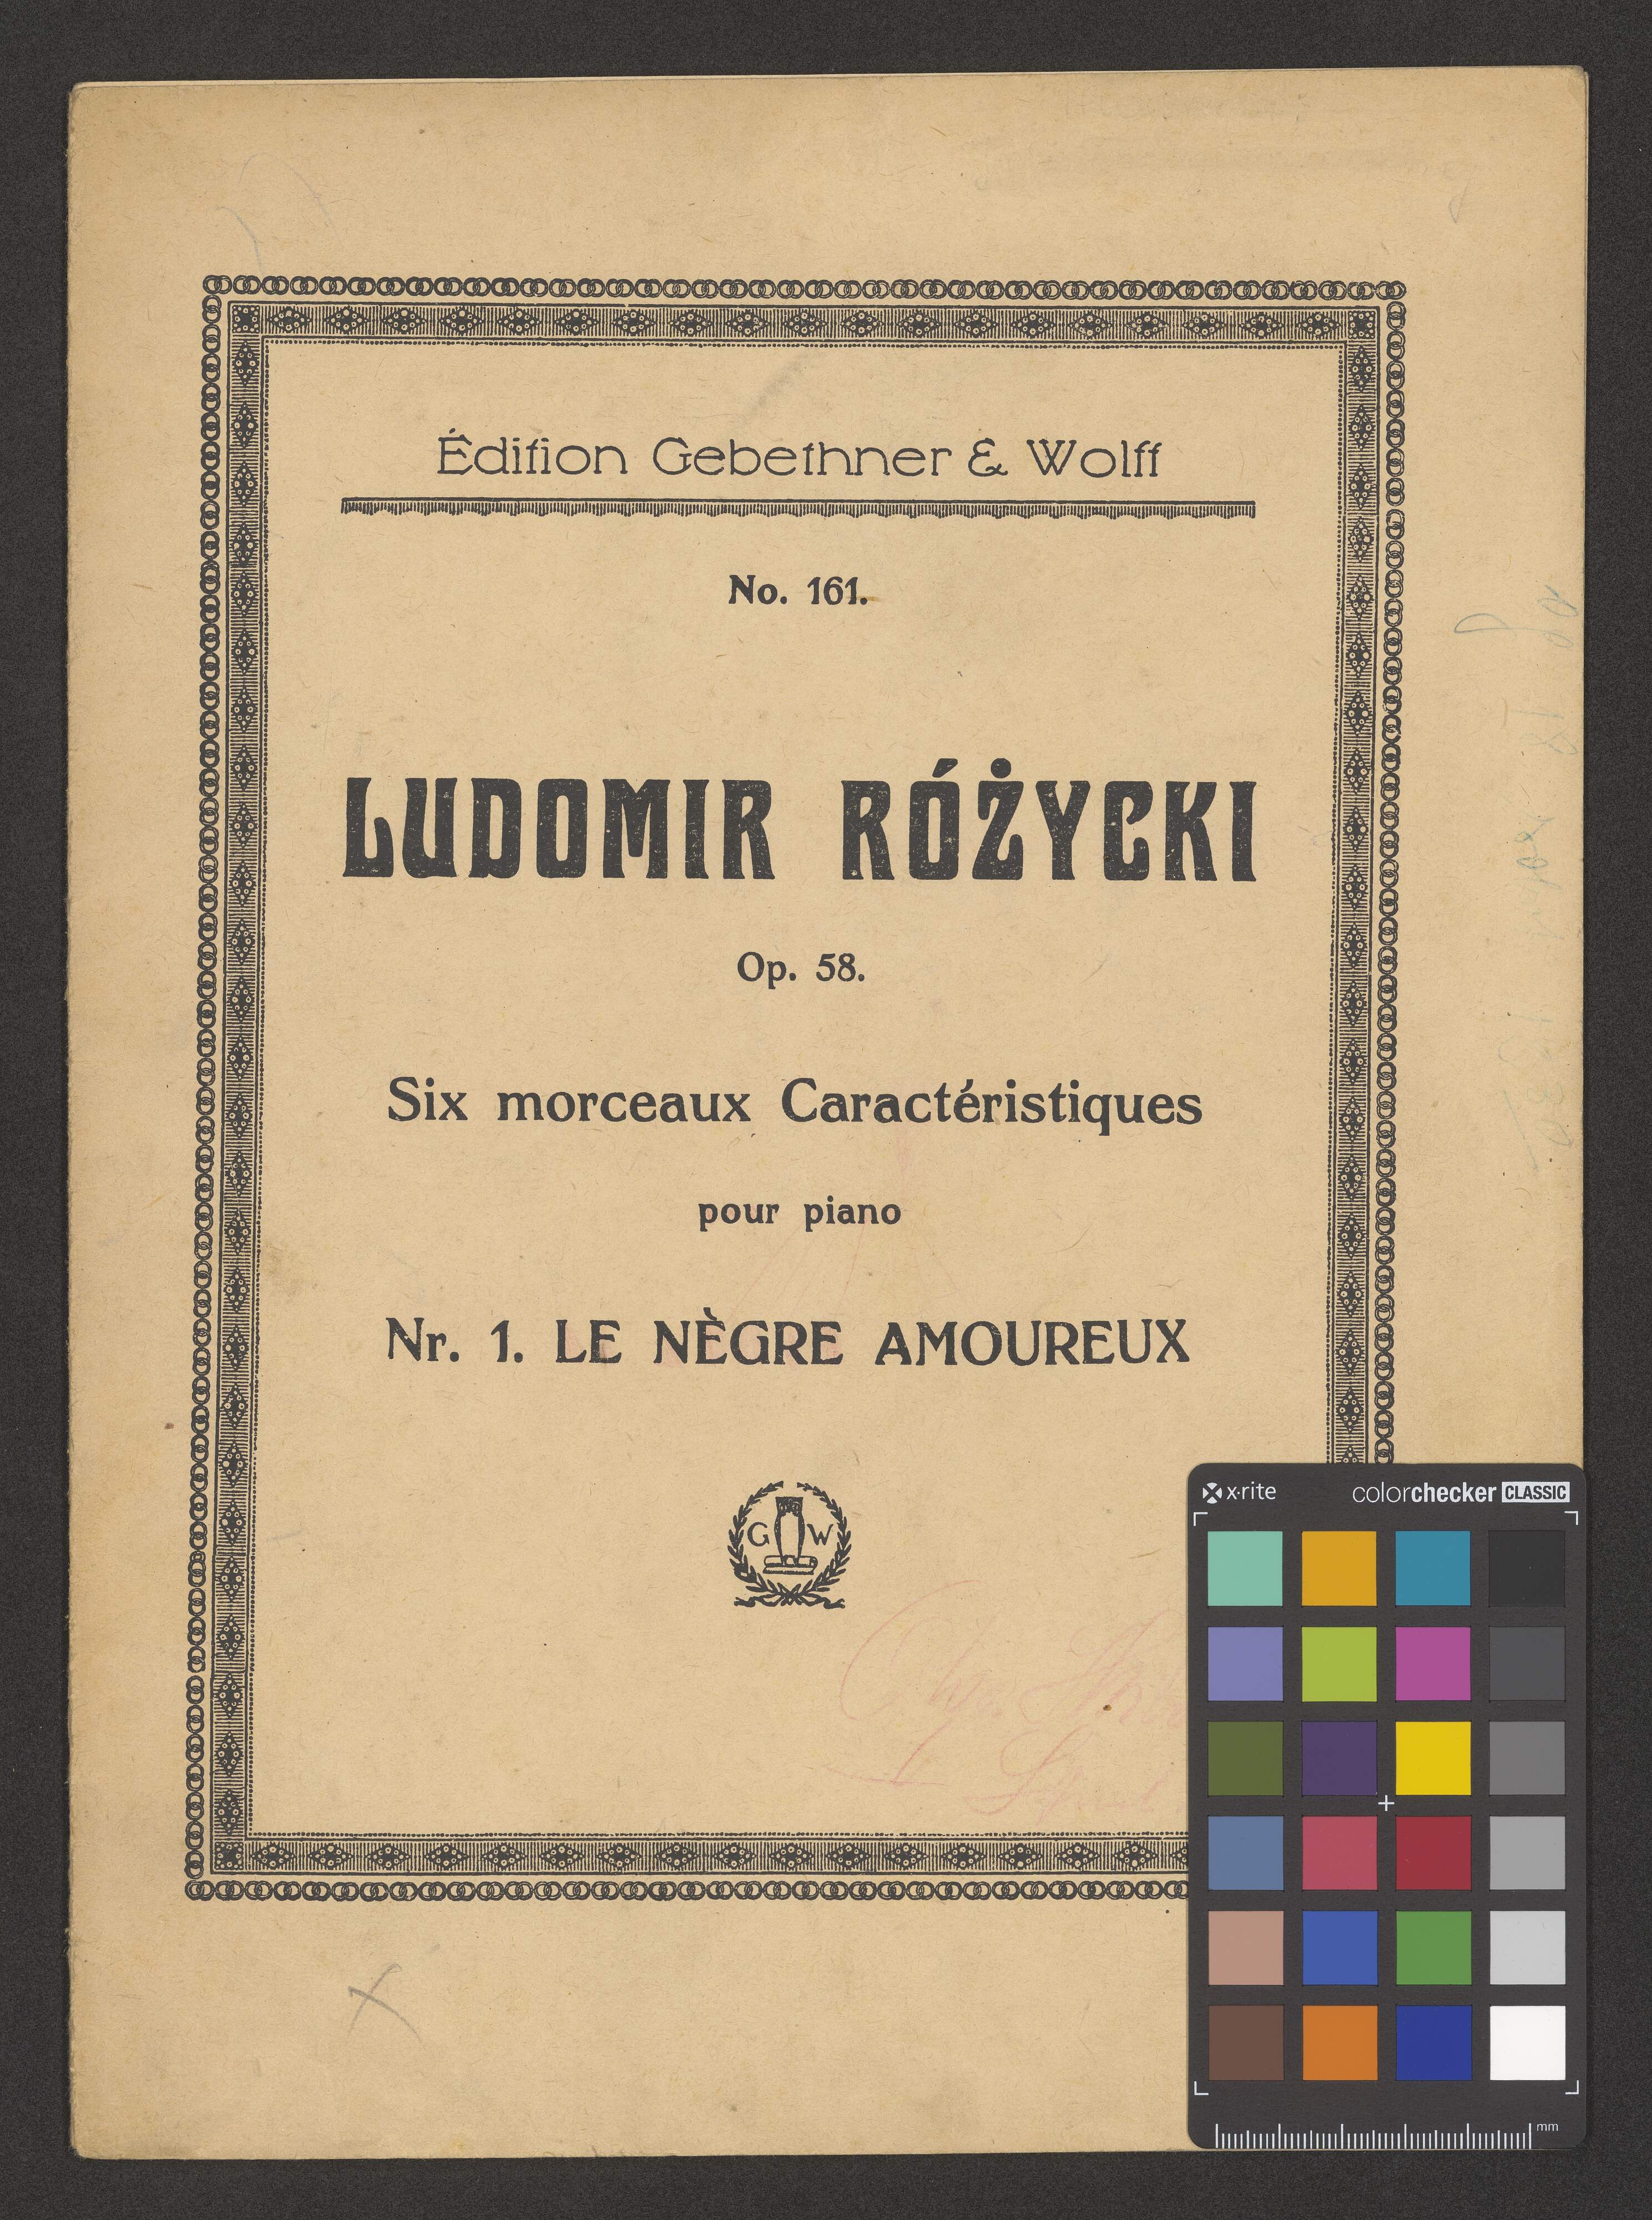 Édition Gebethner & Wolff
No. 161.
LUDOMIR RÓŻYCKI
Op. 58.
Six morceaux Caractéristiques
pour piano
Nr. 1. LE NÈGRE AMOUREUX
G W
x·rite colorchecker CLASSIC
mm